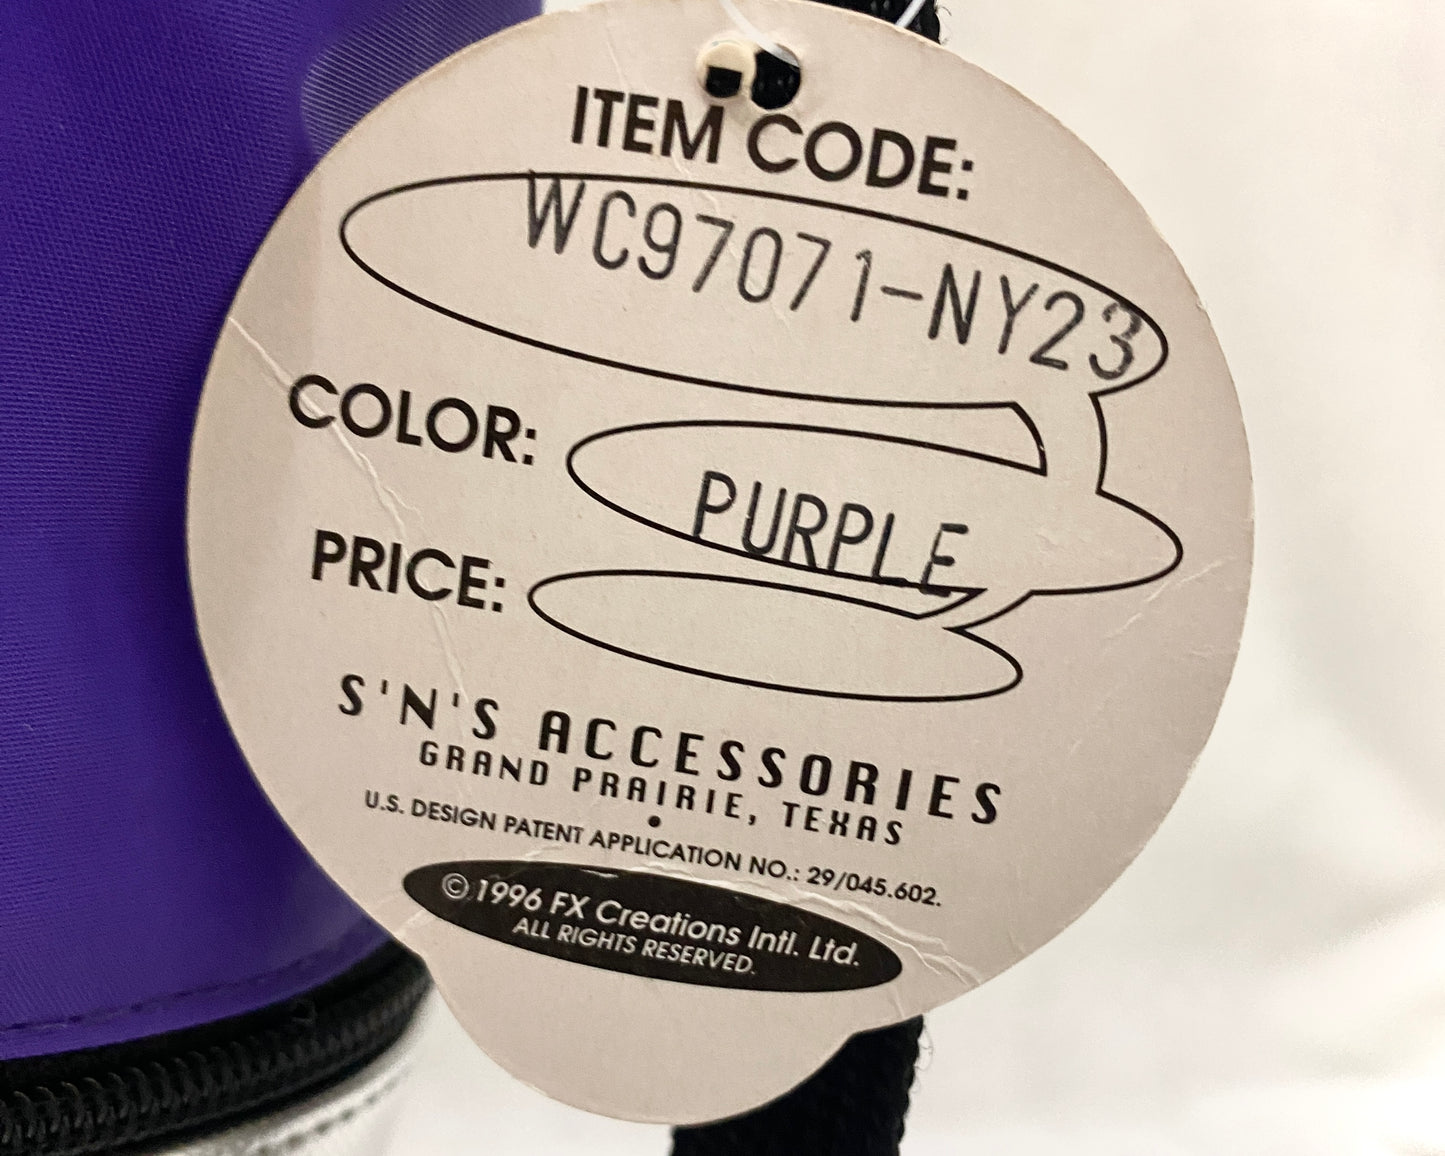 ITEM CODE:
WC97071-NY23
COLOR:
PURPLE
PRICE:
S'N'S ACCESSORIES
GRAND PRAIRIE, TEXAS
•
U.S. DESIGN PATENT APPLICATION NO.: 29/045.602.
© 1996 FX Creations Intl. Ltd.
ALL RIGHTS RESERVED.